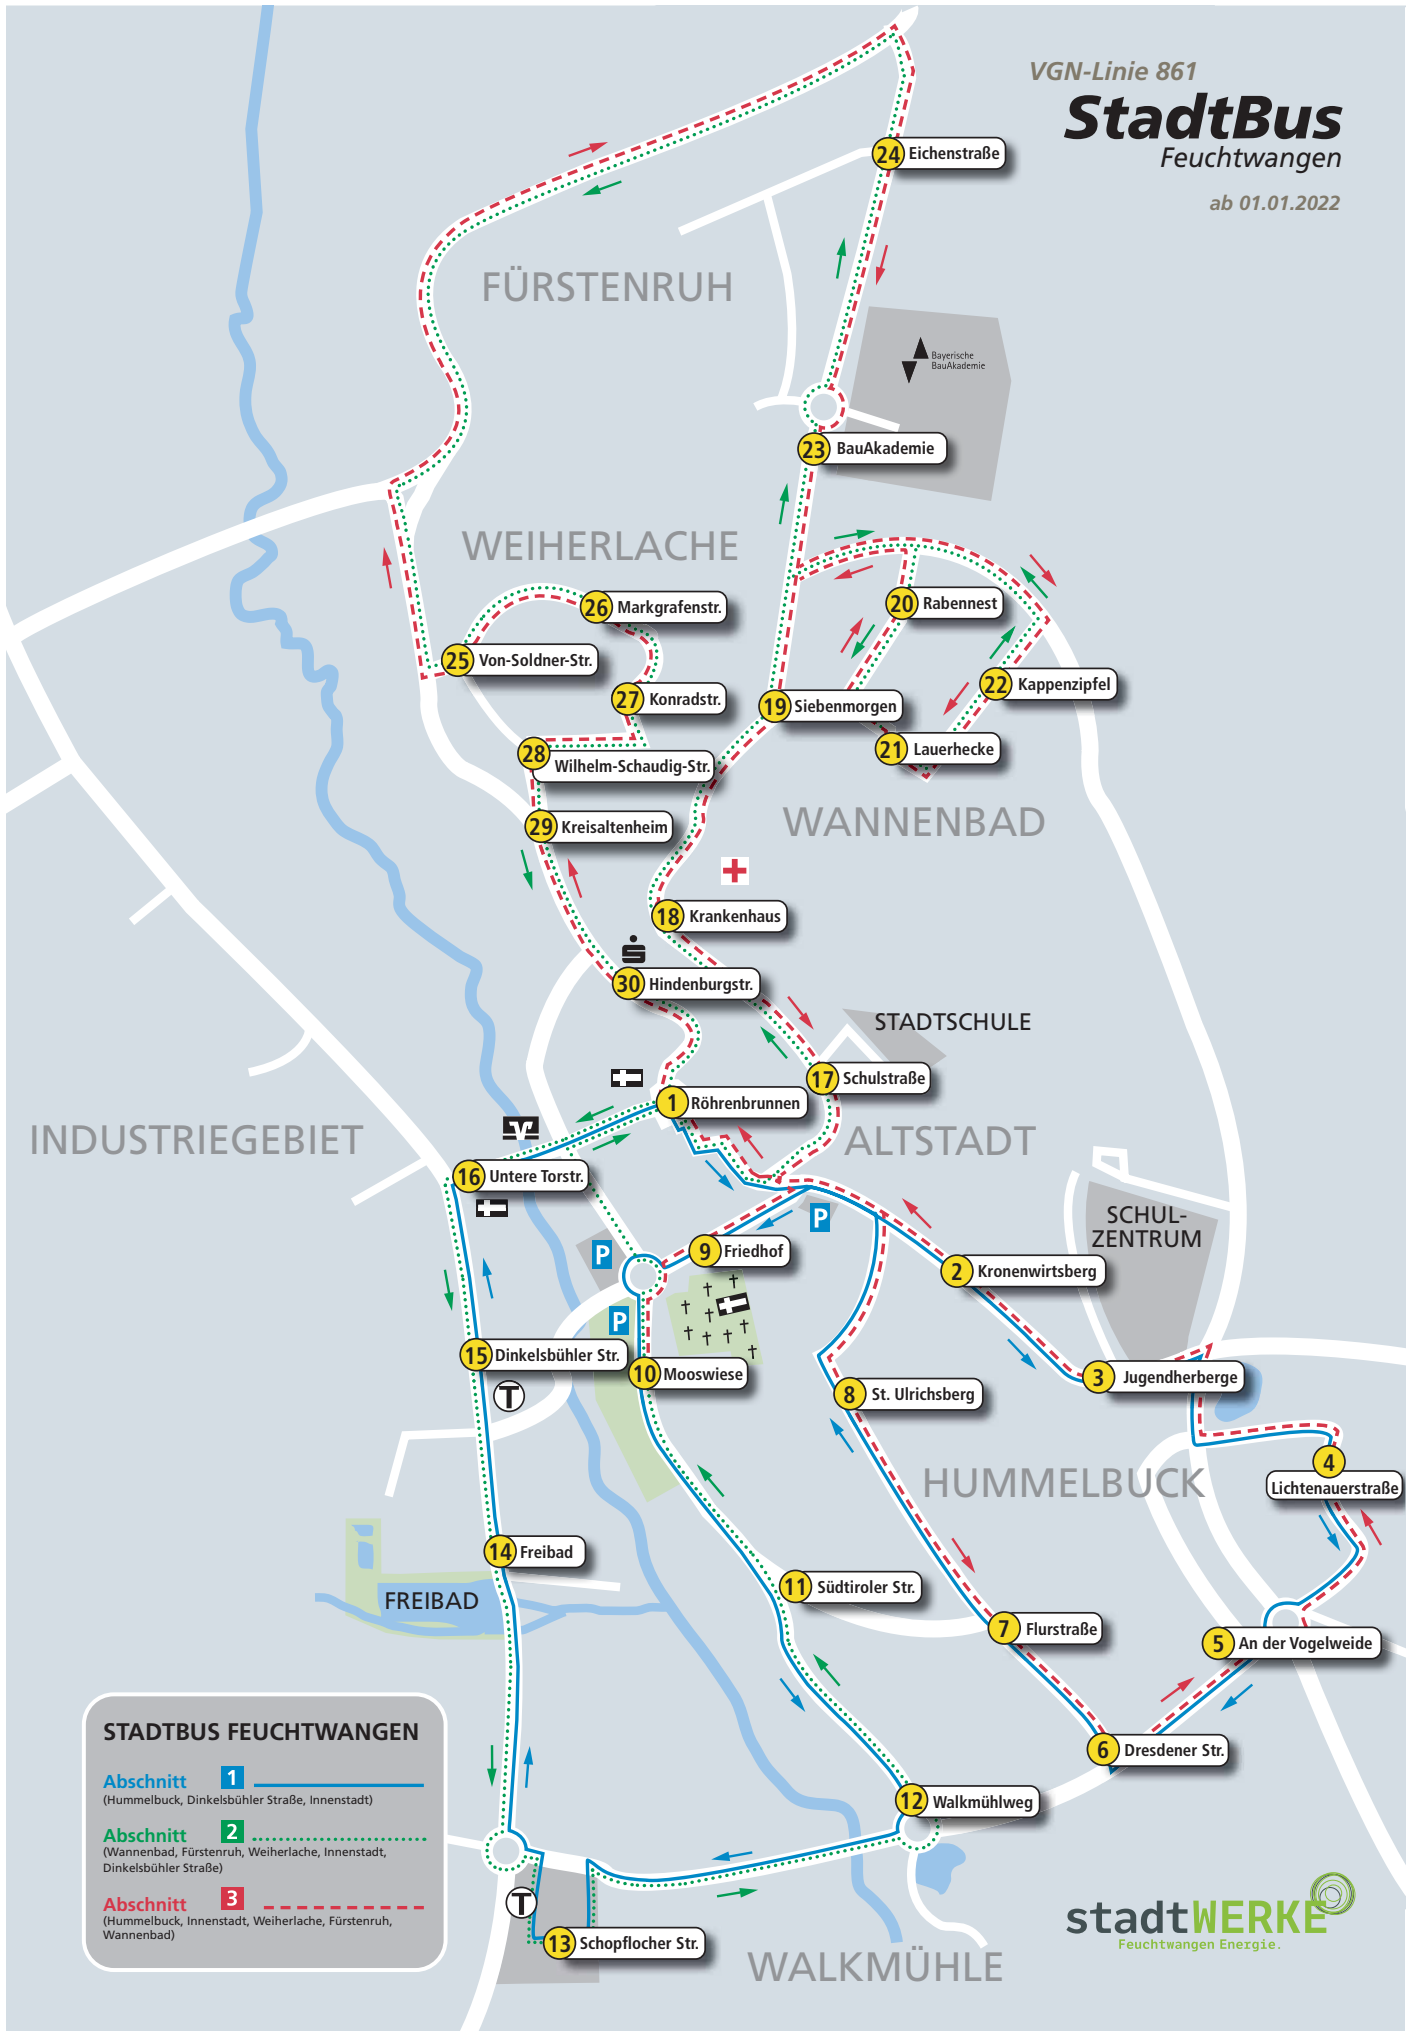 VGN-Linie 861
StadtBus
Feuchtwangen
ab 01.01.2022
24 Eichenstraße
FÜRSTENRUH
Bayerische
BauAkademie
23 BauAkademie
WEIHERLACHE
26 Markgrafenstr.
20 Rabennest
25 Von-Soldner-Str.
22 Kappenzipfel
27 Konradstr.
19 Siebenmorgen
21 Lauerhecke
28 Wilhelm-Schaudig-Str.
WANNENBAD
29 Kreisaltenheim
18 Krankenhaus
30 Hindenburgstr.
STADTSCHULE
17 Schulstraße
1 Röhrenbrunnen
INDUSTRIEGEBIET
ALTSTADT
16 Untere Torstr.
P
SCHUL-
ZENTRUM
P
9 Friedhof
2 Kronenwirtsberg
P
15 Dinkelsbühler Str.
10 Mooswiese
3 Jugendherberge
T
8 St. Ulrichsberg
4
Lichtenauerstraße
HUMMELBUCK
14 Freibad
11 Südtiroler Str.
FREIBAD
7 Flurstraße
5 An der Vogelweide
6 Dresdener Str.
12 Walkmühlweg
T
13 Schopflocher Str.
WALKMÜHLE
STADTBUS FEUCHTWANGEN
Abschnitt 1
(Hummelbuck, Dinkelsbühler Straße, Innenstadt)
Abschnitt 2
(Wannenbad, Fürstenruh, Weiherlache, Innenstadt,
Dinkelsbühler Straße)
Abschnitt 3
(Hummelbuck, Innenstadt, Weiherlache, Fürstenruh,
Wannenbad)
stadtWERKE
Feuchtwangen Energie.